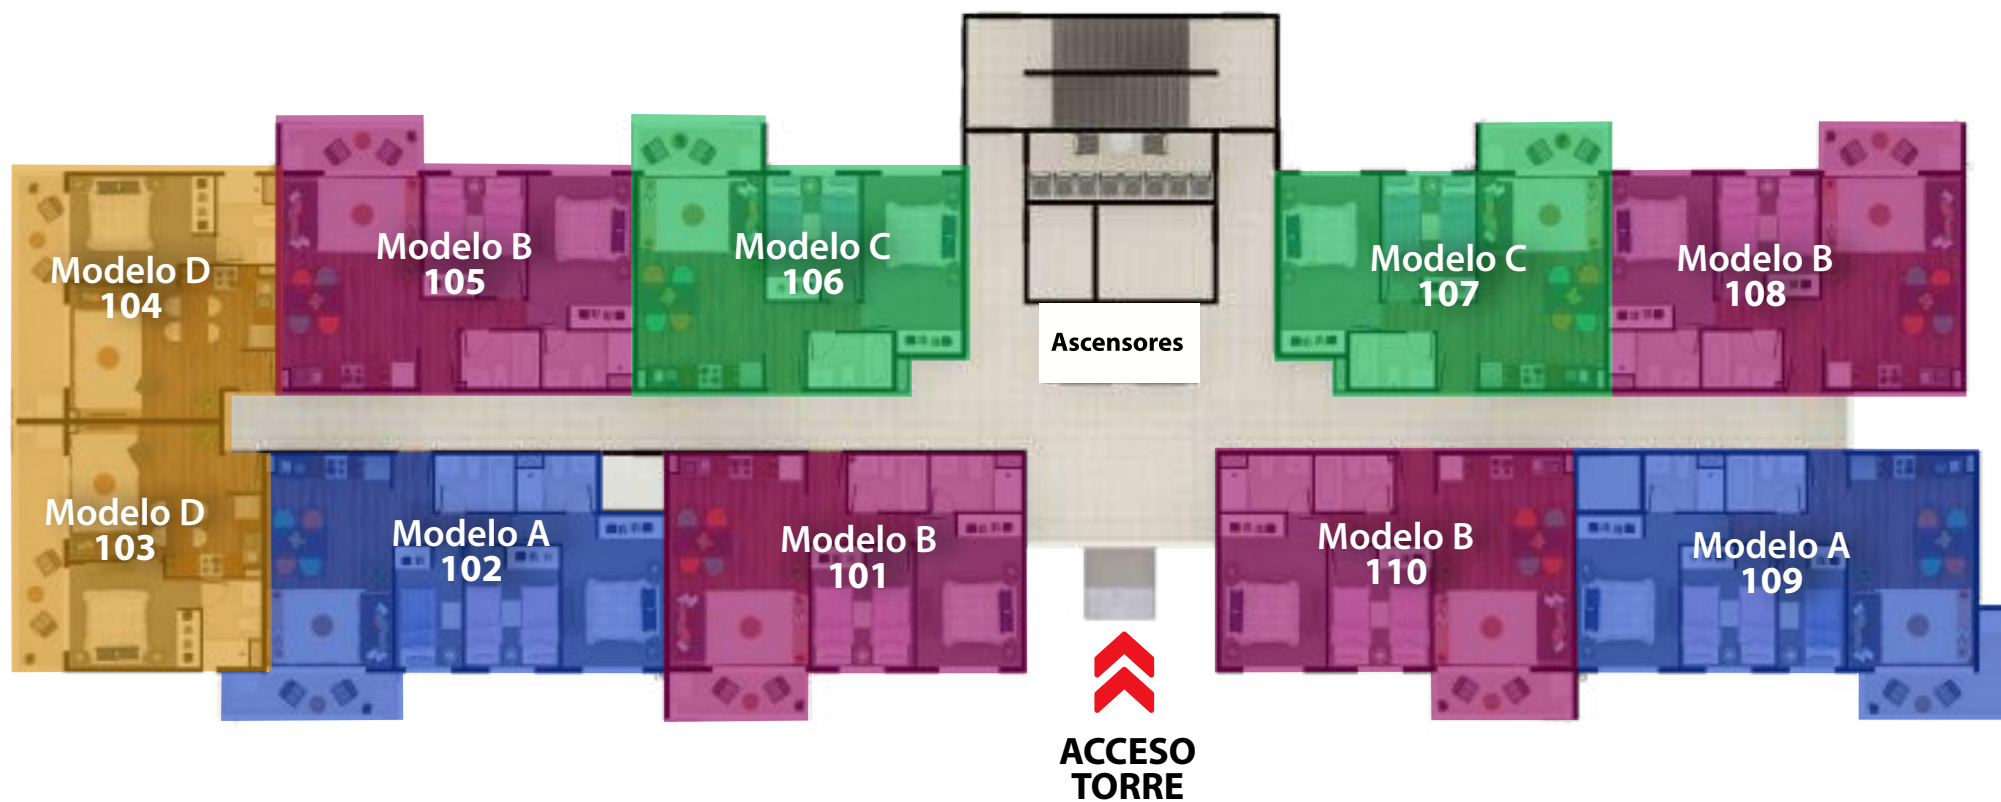 Modelo D
104
Modelo B
105
Modelo C
106
Modelo C
107
Modelo B
108
Ascensores
Modelo D
103
Modelo A
102
Modelo B
101
Modelo B
110
Modelo A
109
ACCESO
TORRE